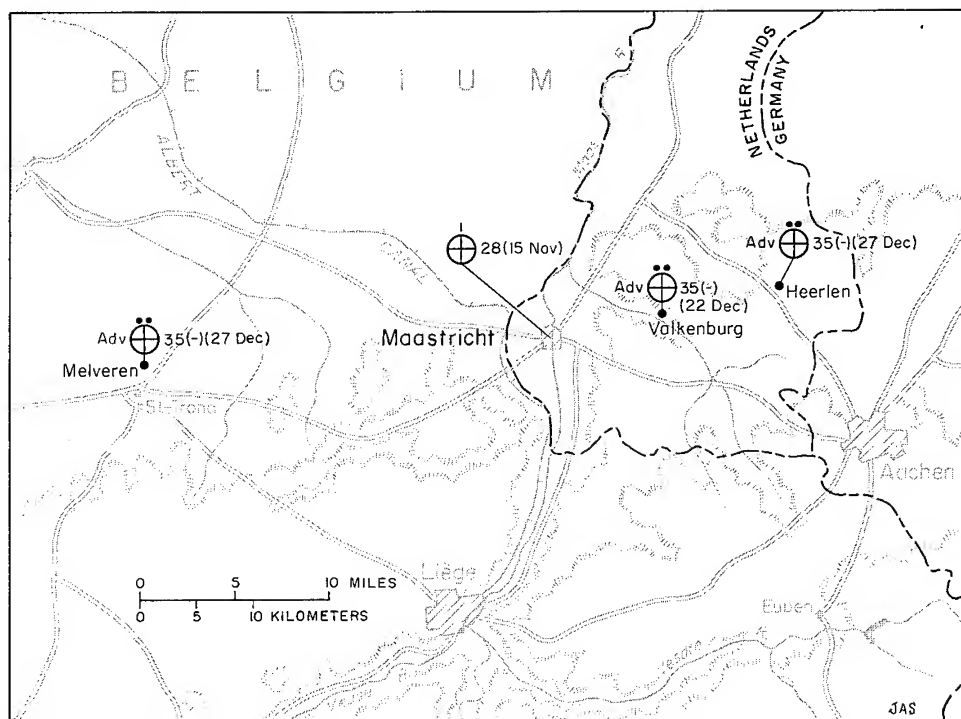 BELGIUM
NETHERLANDS
GERMANY
ALBERT
CANAL
R
28(15 Nov)
Adv 35(-)(27 Dec)
Heerlen
Adv 35(-)
(22 Dec)
Valkenburg
Maastricht
Adv 35(-)(27 Dec)
Melveren
St-Trond
Aachen
0 5 10 MILES
0 5 10 KILOMETERS
Liége
Eupen
R
JAS